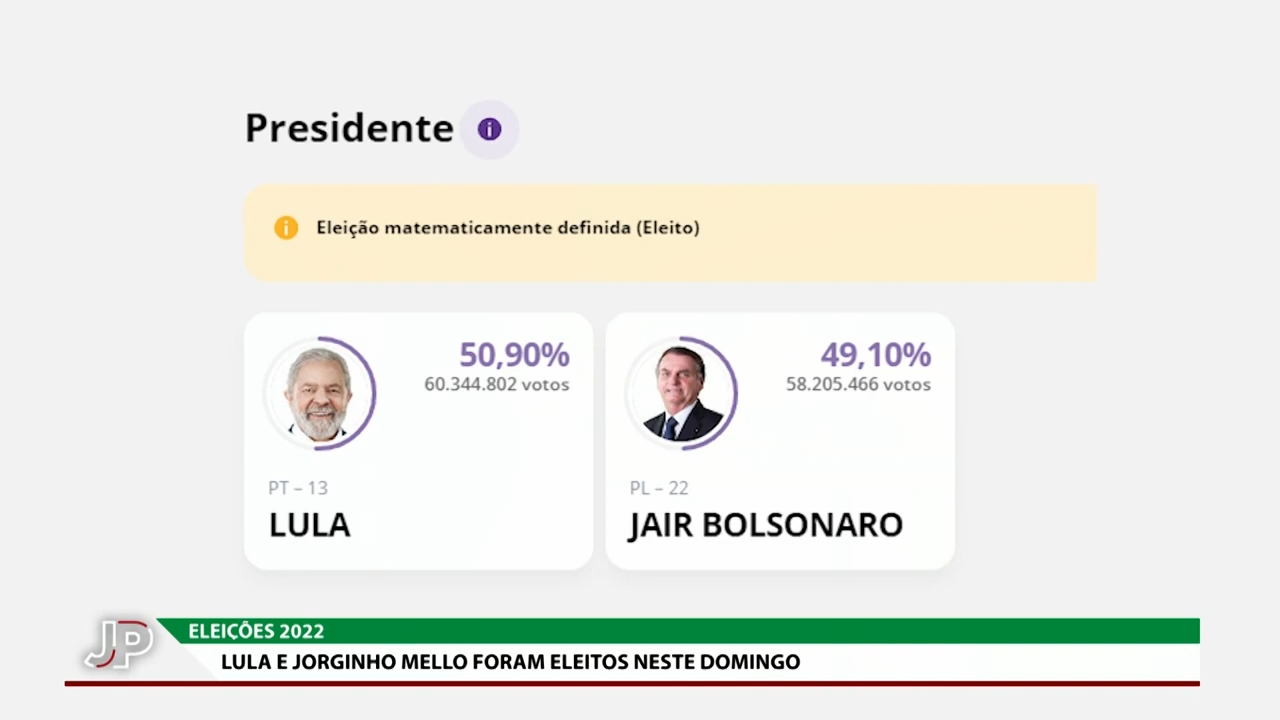 Presidente
Eleição matematicamente definida (Eleito)
50,90%
60.344.802 votos
PT – 13
LULA
49,10%
58.205.466 votos
PL – 22
JAIR BOLSONARO
JP
ELEIÇÕES 2022
LULA E JORGINHO MELLO FORAM ELEITOS NESTE DOMINGO